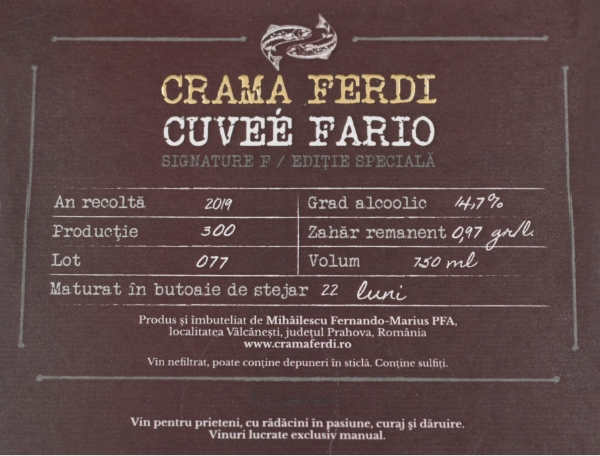 CRAMA FERDI
CUVEÉ FARIO
SIGNATURE F / EDIȚIE SPECIALĂ
An recoltă 2019 Grad alcoolic 14,7%
Producţie 300 Zahăr remanent 0,97 gr/l.
Lot 077 Volum 750 ml
Maturat în butoaie de stejar 22 luni
Produs și îmbuteliat de Mihăilescu Fernando-Marius PFA,
localitatea Vâlcănești, județul Prahova, România
www.cramaferdi.ro
Vin nefiltrat, poate conține depuneri în sticlă. Conține sulfiți.
Vin pentru prieteni, cu rădăcini în pasiune, curaj și dăruire.
Vinuri lucrate exclusiv manual.